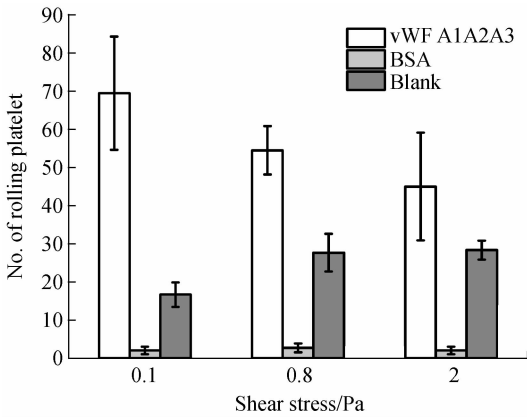 90
80
70
60
50
40
30
20
10
0
No. of rolling platelet
vWF A1A2A3
BSA
Blank
0.1 0.8 2
Shear stress/Pa